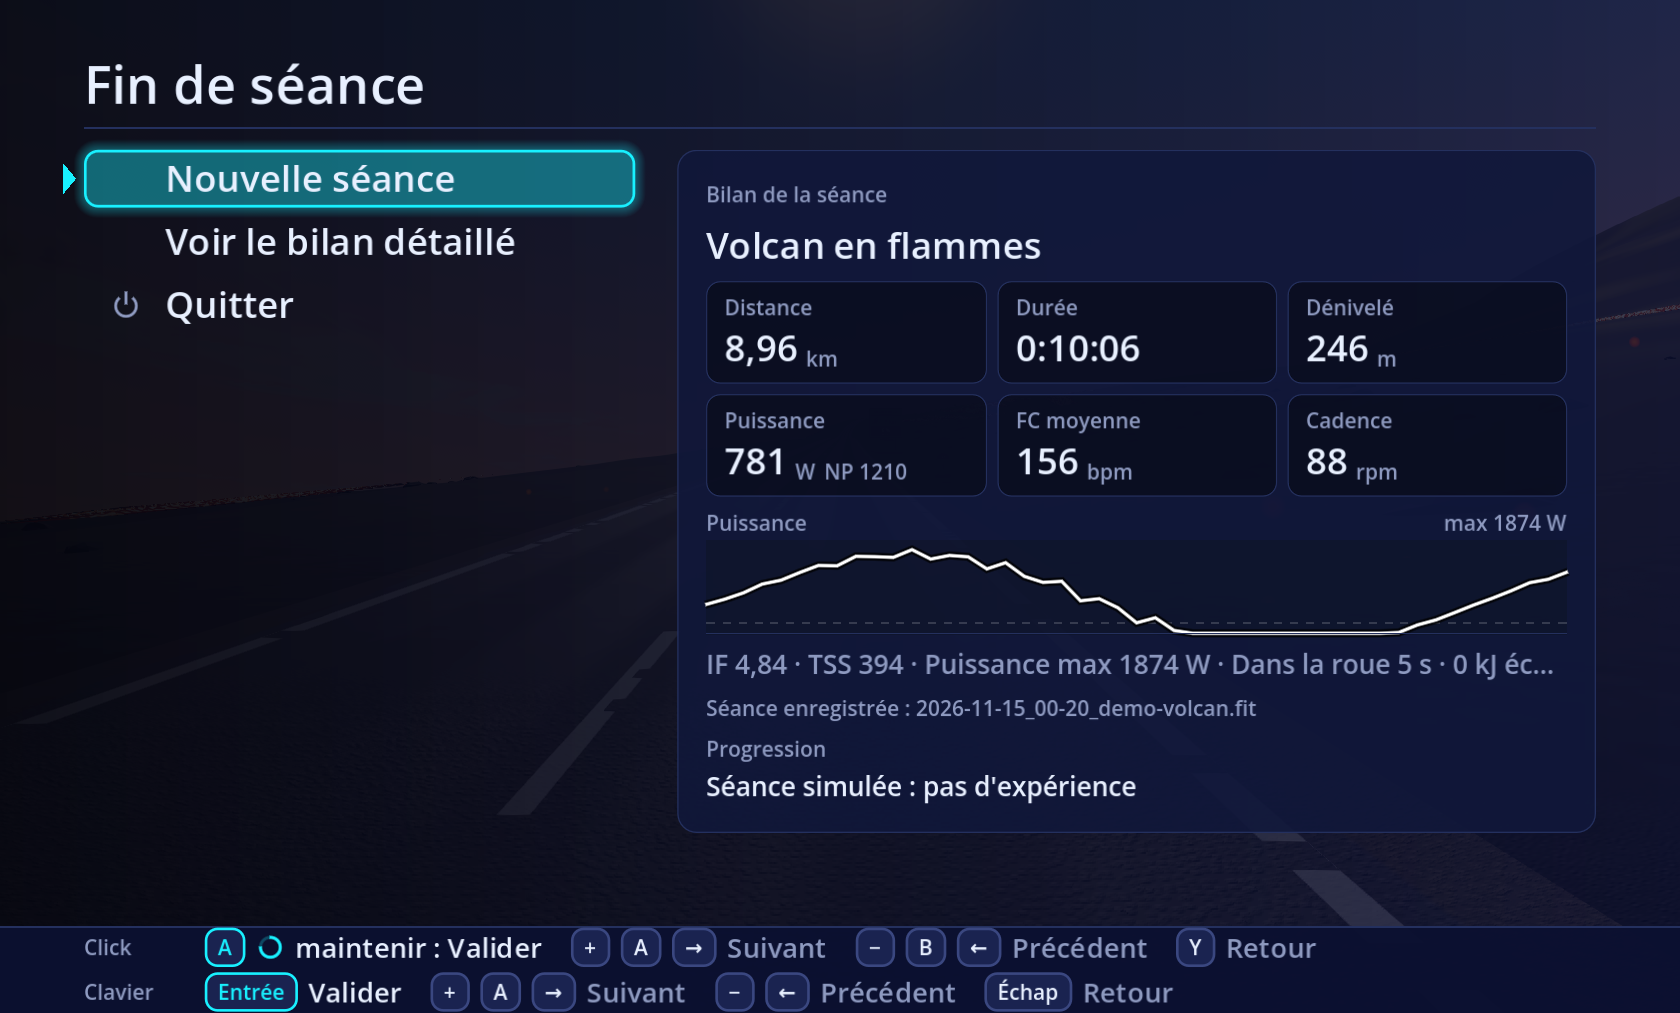 Fin de séance
Nouvelle séance
Voir le bilan détaillé
Quitter
Bilan de la séance
Volcan en flammes
Distance
8,96 km
Durée
0:10:06
Dénivelé
246 m
Puissance
781 W NP 1210
FC moyenne
156 bpm
Cadence
88 rpm
Puissance
max 1874 W
IF 4,84 · TSS 394 · Puissance max 1874 W · Dans la roue 5 s · 0 kJ éc...
Séance enregistrée : 2026-11-15_00-20_demo-volcan.fit
Progression
Séance simulée : pas d'expérience
Click A maintenir : Valider + A → Suivant − B ← Précédent Y Retour
Clavier Entrée Valider + A → Suivant − ← Précédent Échap Retour